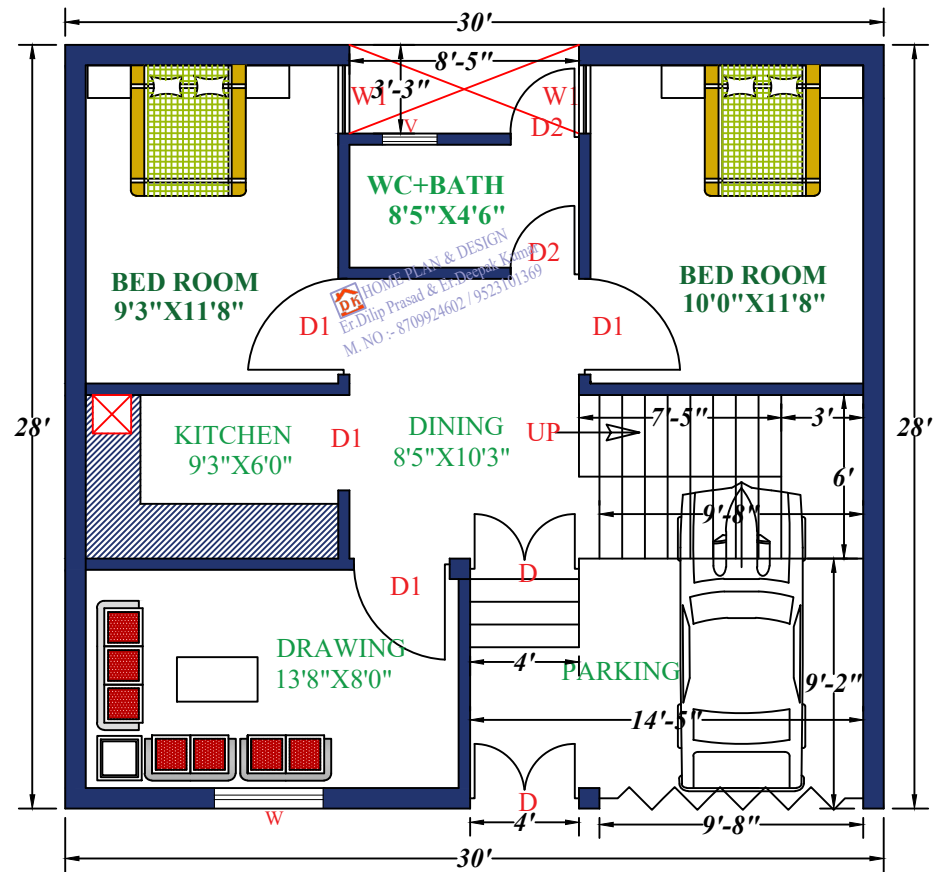 30'
8'-5"
3'-3"
W1
W1
V
D2
WC+BATH
8'5"X4'6"
D2
BED ROOM
9'3"X11'8"
BED ROOM
10'0"X11'8"
DK
HOME PLAN & DESIGN
Er.Dilip Prasad & Er.Deepak Kumar
M. NO :- 8709924602 / 9523101369
D1
D1
28'
28'
KITCHEN
9'3"X6'0"
D1
DINING
8'5"X10'3"
UP
7'-5"
3'
6'
9'-8"
D
D1
DRAWING
13'8"X8'0"
4'
PARKING
9'-2"
14'-5"
W
D
4'
9'-8"
30'